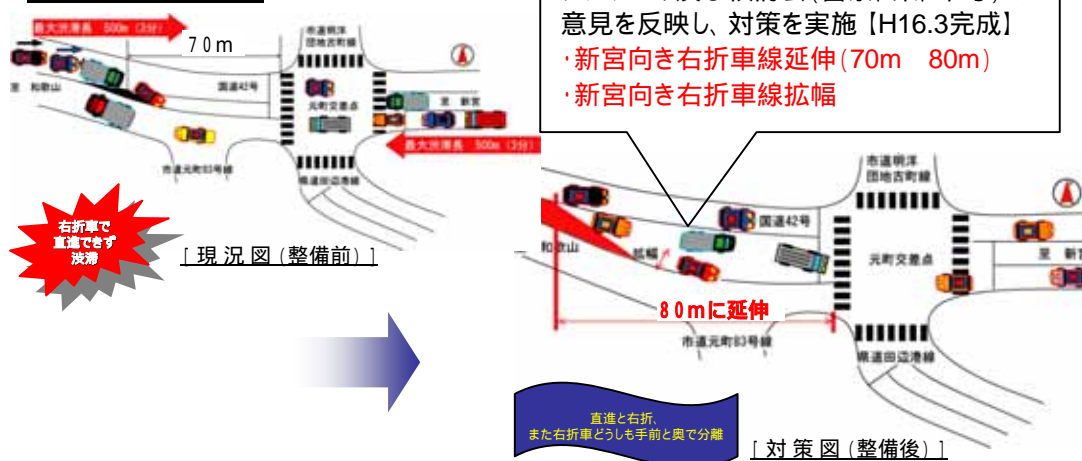 最大渋滞長 500m (3分)
70m
市道明洋
団地古町線
国道42号
至 和歌山
元町交差点
至 新宮
最大渋滞長 500m (3分)
市道元町83号線
県道田辺港線
右折車で
直進できず
渋滞
[ 現 況 図 (整備前) ]
意見を反映し、対策を実施【H16.3完成】
・新宮向き右折車線延伸(70m 80m)
・新宮向き右折車線拡幅
市道明洋
団地古町線
国道42号
和歌山
拡幅
元町交差点
至 新
80mに延伸
市道元町83号線
県道田辺港線
直進と右折、
また右折車どうしも手前と奥で分離
[ 対 策 図 (整備後) ]